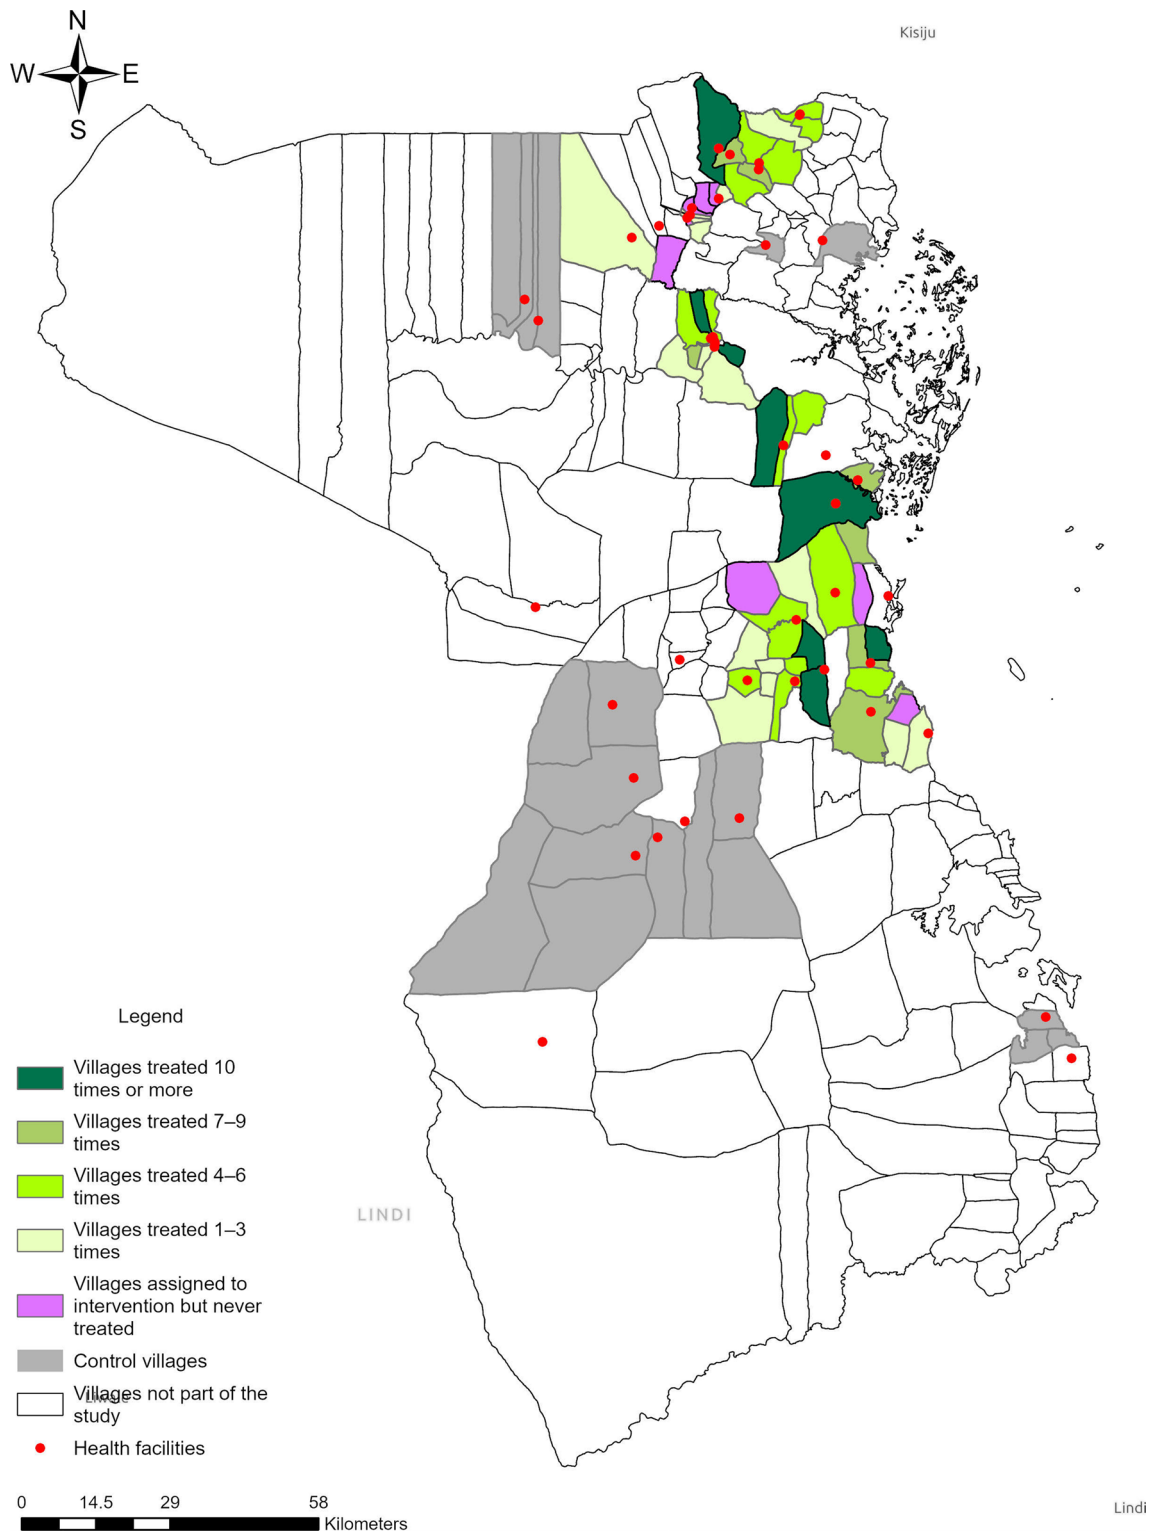 Kisiju
N
W E
S
Legend
Villages treated 10
times or more
Villages treated 7–9
times
Villages treated 4–6
times
Villages treated 1–3
times
Villages assigned to
intervention but never
treated
Control villages
Villages not part of the
study
Health facilities
LINDI
0 14.5 29 58
Kilometers
Lindi